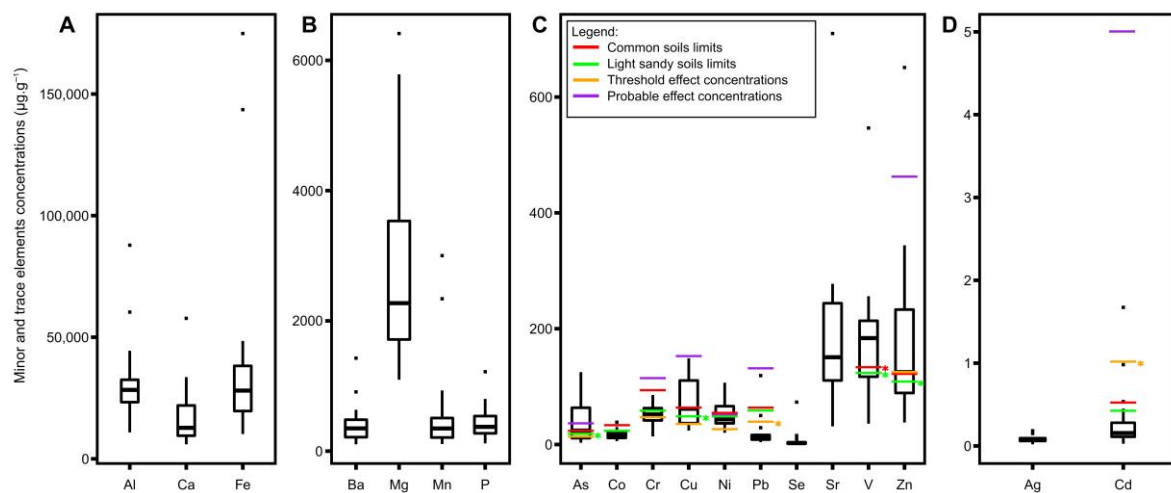 A
B
C
D
Minor and trace elements concentrations (µg.g⁻¹)
150,000
100,000
50,000
0
Al Ca Fe
6000
4000
2000
0
Ba Mg Mn P
Legend:
Common soils limits
Light sandy soils limits
Threshold effect concentrations
Probable effect concentrations
600
400
200
0
* * * * * *
As Co Cr Cu Ni Pb Se Sr V Zn
5
4
3
2
1
0
*
Ag Cd